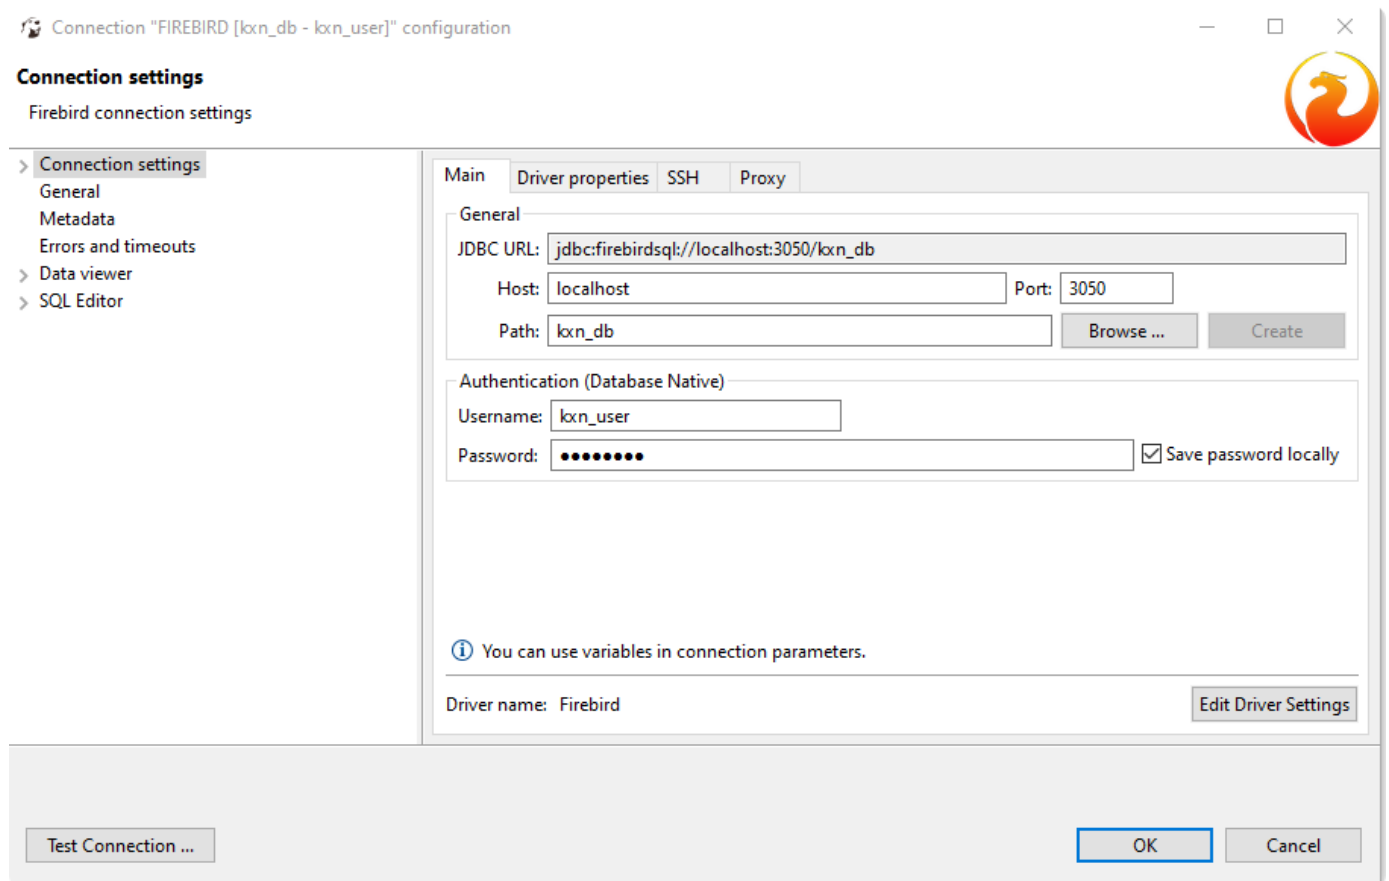 Connection "FIREBIRD [kxn_db - kxn_user]" configuration
Connection settings
Firebird connection settings
Connection settings
General
Metadata
Errors and timeouts
Data viewer
SQL Editor
Main Driver properties SSH Proxy
General
JDBC URL: jdbc:firebirdsql://localhost:3050/kxn_db
Host: localhost Port: 3050
Path: kxn_db Browse ... Create
Authentication (Database Native)
Username: kxn_user
Password: ●●●●●●●● Save password locally
You can use variables in connection parameters.
Driver name: Firebird Edit Driver Settings
Test Connection ... OK Cancel